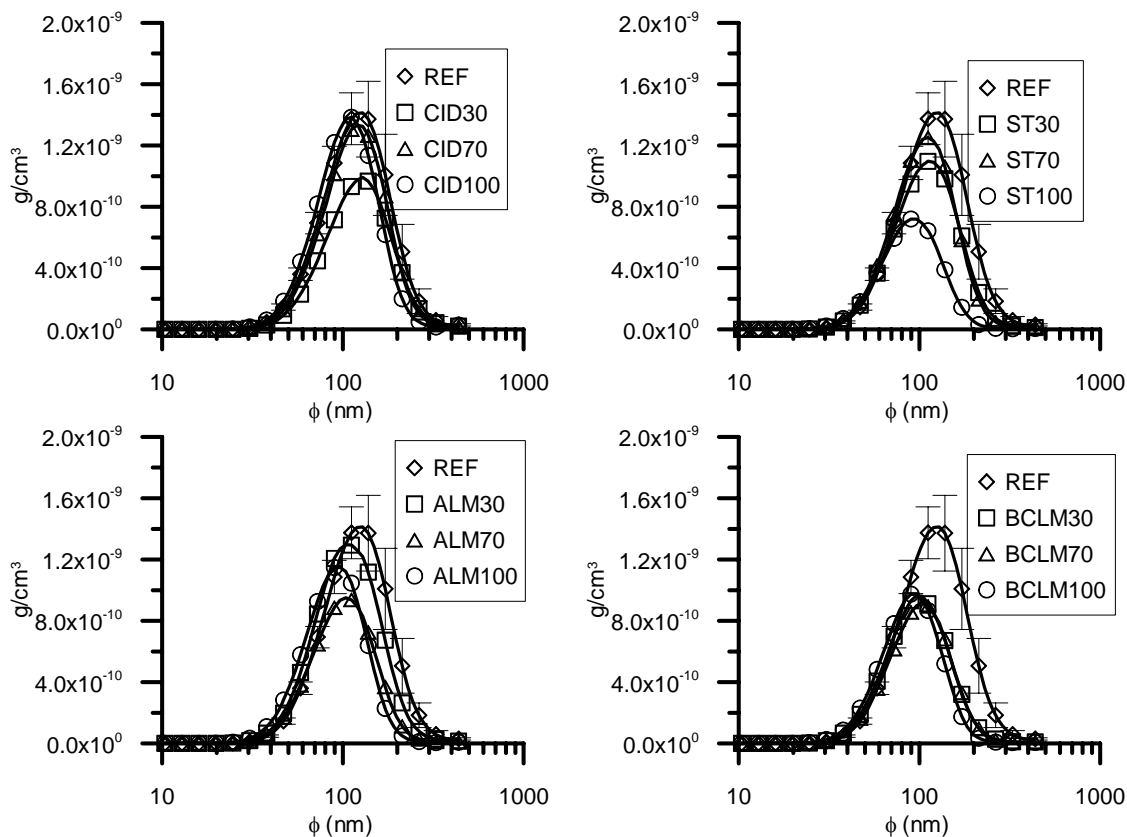 2.0x10⁻⁹
1.6x10⁻⁹
1.2x10⁻⁹
8.0x10⁻¹⁰
4.0x10⁻¹⁰
0.0x10⁰
g/cm³
REF
CID30
CID70
CID100
10 100 1000
ϕ (nm)
2.0x10⁻⁹
1.6x10⁻⁹
1.2x10⁻⁹
8.0x10⁻¹⁰
4.0x10⁻¹⁰
0.0x10⁰
g/cm³
REF
ST30
ST70
ST100
10 100 1000
ϕ (nm)
2.0x10⁻⁹
1.6x10⁻⁹
1.2x10⁻⁹
8.0x10⁻¹⁰
4.0x10⁻¹⁰
0.0x10⁰
g/cm³
REF
ALM30
ALM70
ALM100
10 100 1000
ϕ (nm)
2.0x10⁻⁹
1.6x10⁻⁹
1.2x10⁻⁹
8.0x10⁻¹⁰
4.0x10⁻¹⁰
0.0x10⁰
g/cm³
REF
BCLM30
BCLM70
BCLM100
10 100 1000
ϕ (nm)